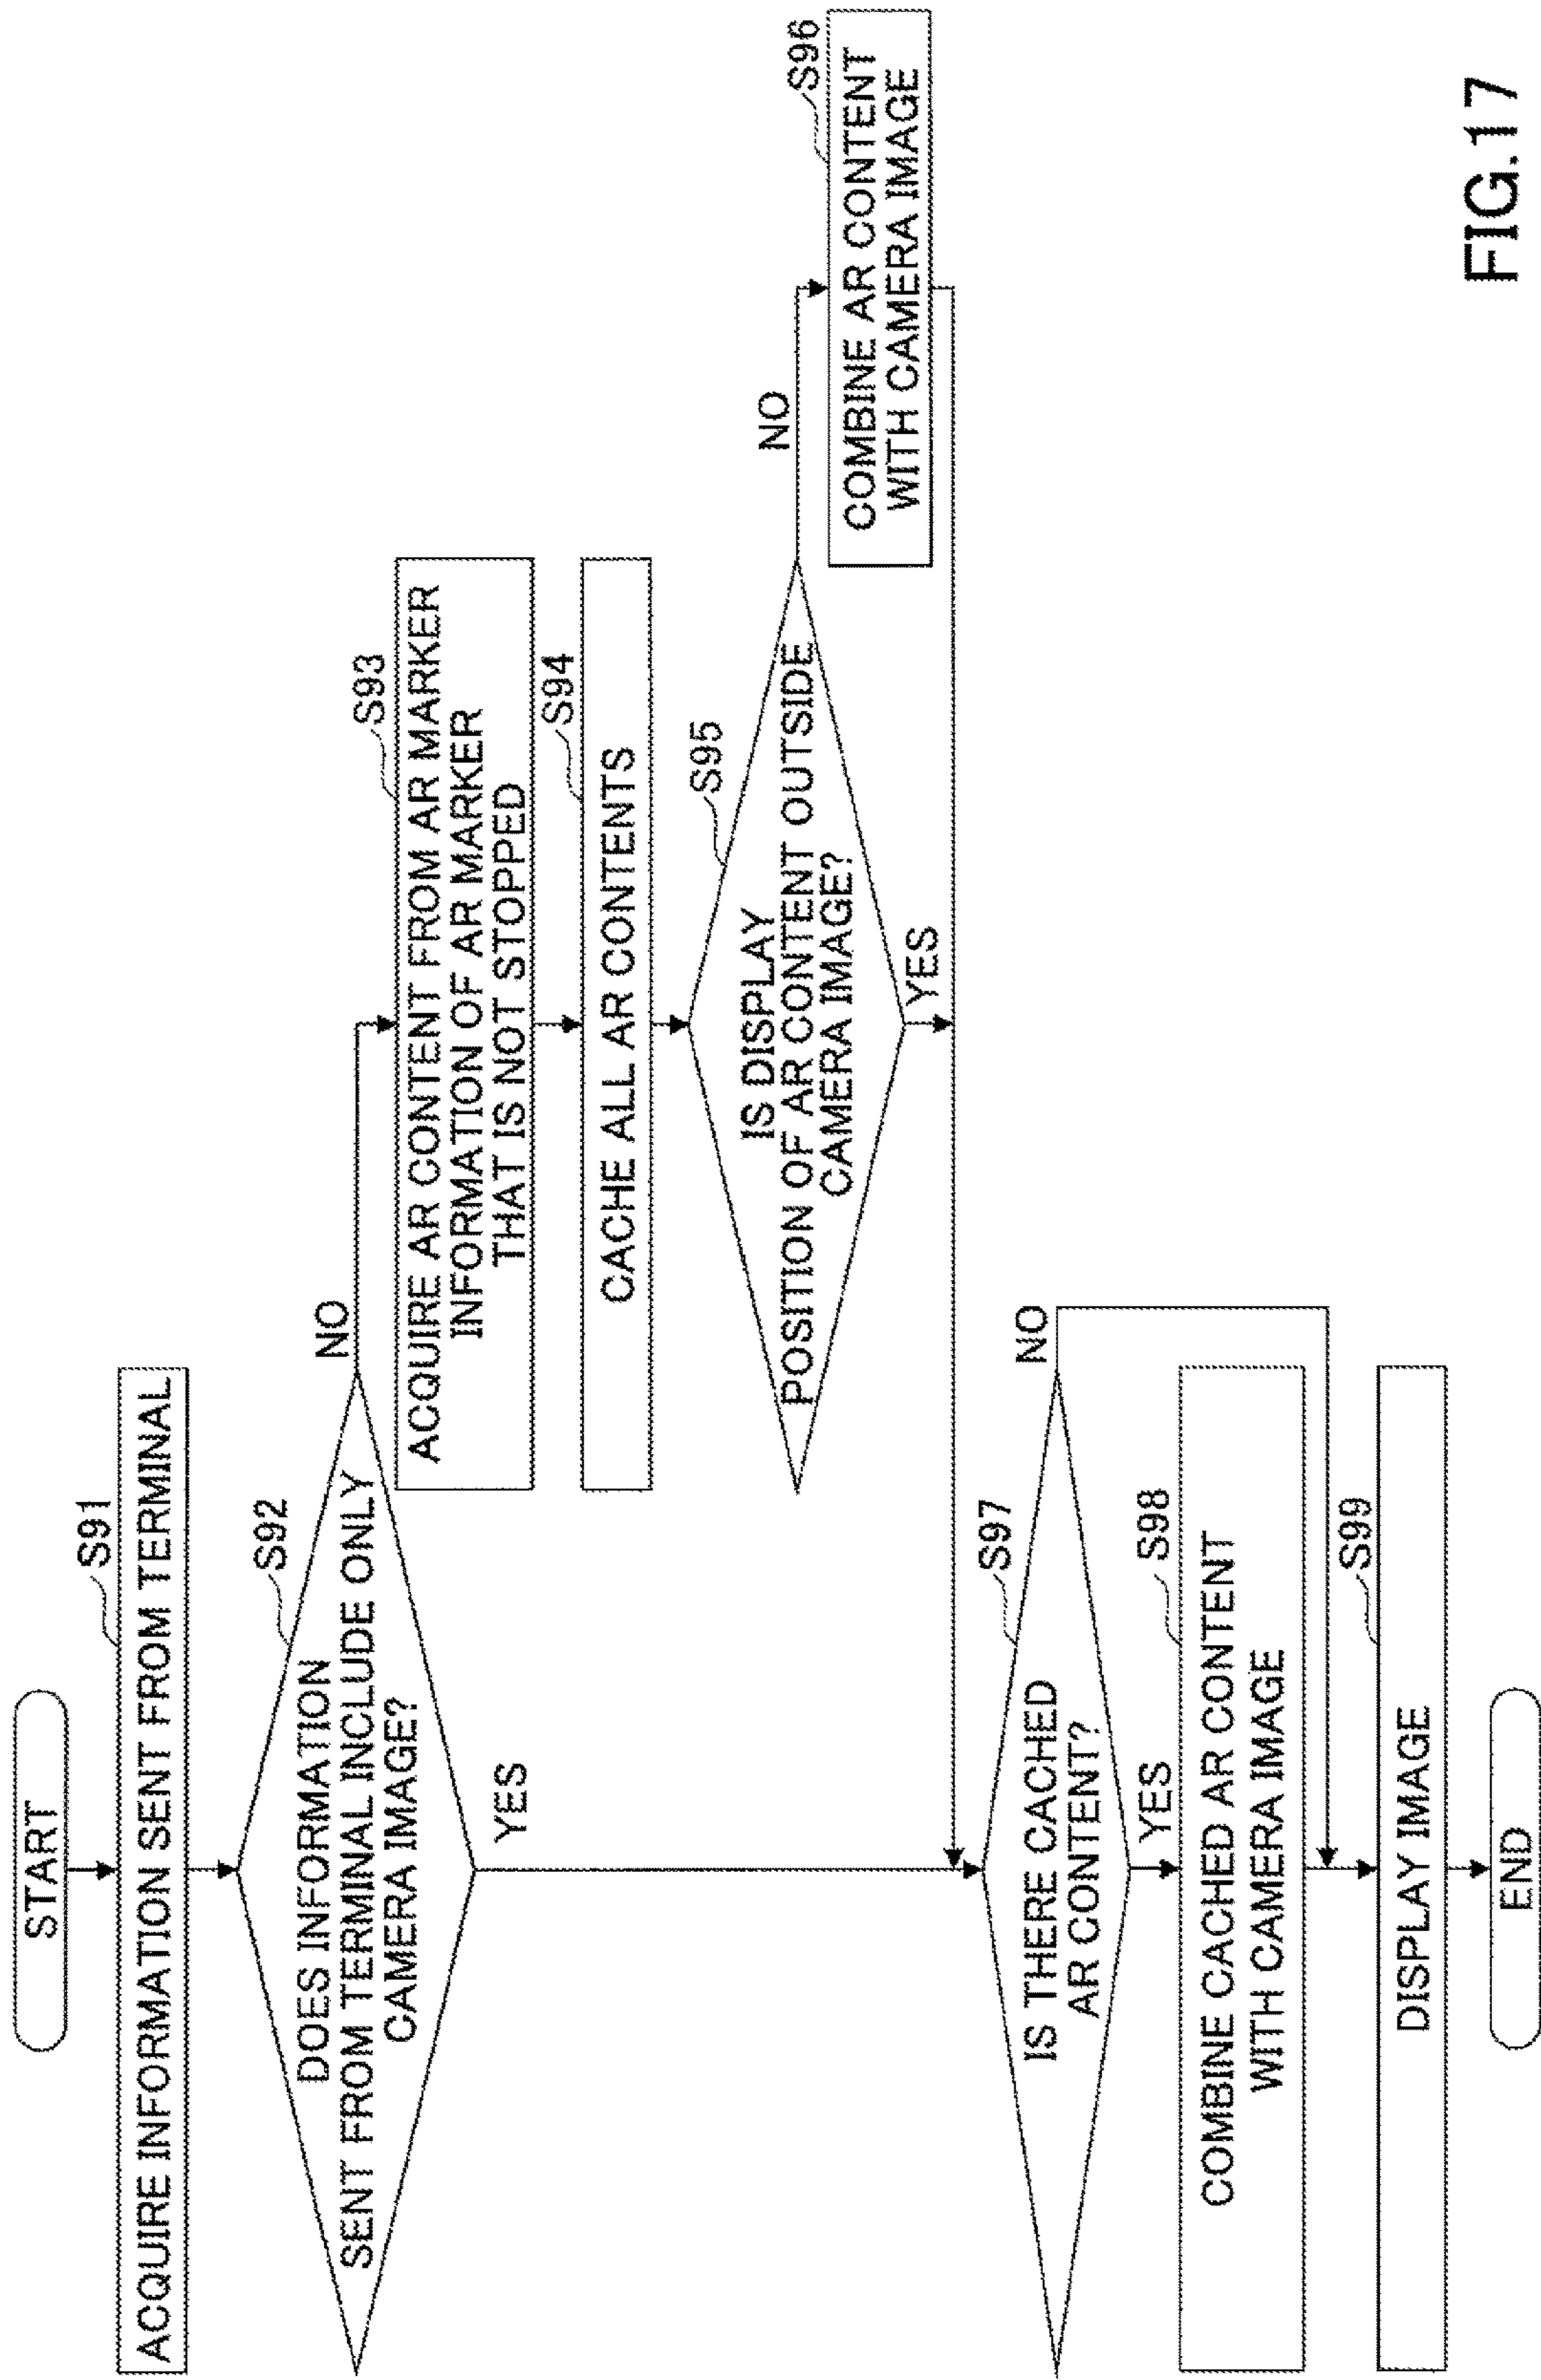 START
S91
ACQUIRE INFORMATION SENT FROM TERMINAL
S92
DOES INFORMATION
SENT FROM TERMINAL INCLUDE ONLY
CAMERA IMAGE?
NO
YES
S93
ACQUIRE AR CONTENT FROM AR MARKER
INFORMATION OF AR MARKER
THAT IS NOT STOPPED
S94
CACHE ALL AR CONTENTS
S95
IS DISPLAY
POSITION OF AR CONTENT OUTSIDE
CAMERA IMAGE?
NO
YES
S96
COMBINE AR CONTENT
WITH CAMERA IMAGE
S97
IS THERE CACHED
AR CONTENT?
NO
YES
S98
COMBINE CACHED AR CONTENT
WITH CAMERA IMAGE
S99
DISPLAY IMAGE
END
FIG.17